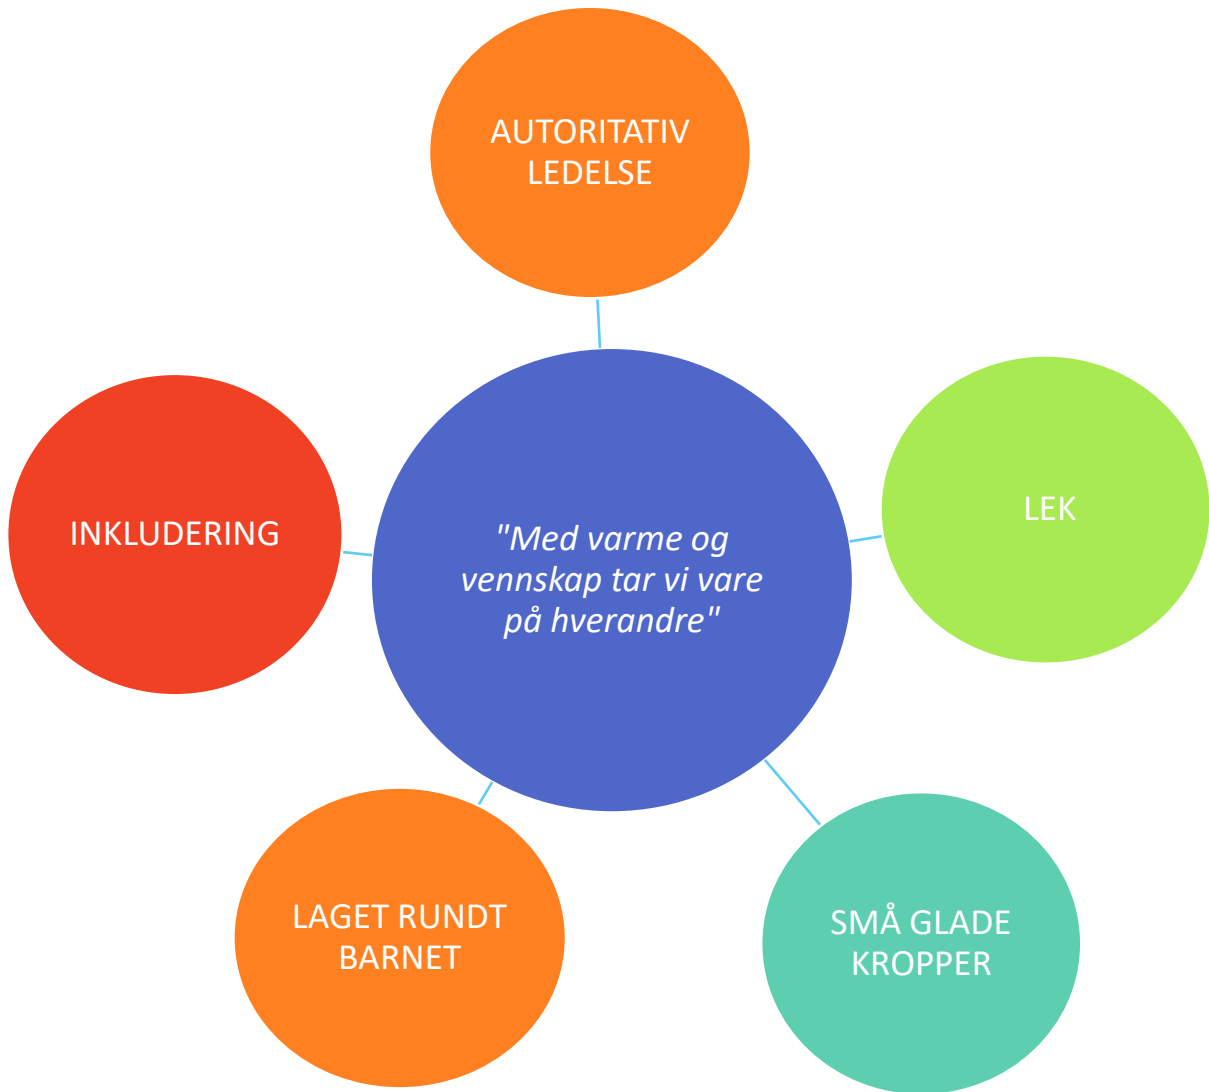 AUTORITATIV
LEDELSE
INKLUDERING
"Med varme og
vennskap tar vi vare
på hverandre"
LEK
LAGET RUNDT
BARNET
SMÅ GLADE
KROPPER